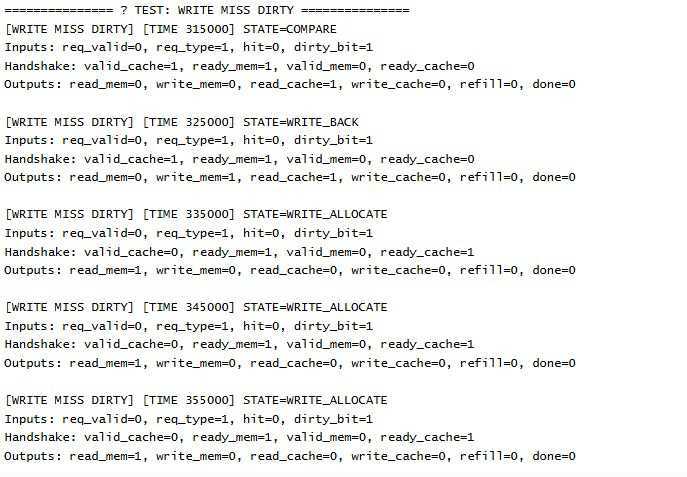 =============== ? TEST: WRITE MISS DIRTY ===============
[WRITE MISS DIRTY] [TIME 315000] STATE=COMPARE
Inputs: req_valid=0, req_type=1, hit=0, dirty_bit=1
Handshake: valid_cache=1, ready_mem=1, valid_mem=0, ready_cache=0
Outputs: read_mem=0, write_mem=0, read_cache=1, write_cache=0, refill=0, done=0
[WRITE MISS DIRTY] [TIME 325000] STATE=WRITE_BACK
Inputs: req_valid=0, req_type=1, hit=0, dirty_bit=1
Handshake: valid_cache=1, ready_mem=1, valid_mem=0, ready_cache=0
Outputs: read_mem=0, write_mem=1, read_cache=1, write_cache=0, refill=0, done=0
[WRITE MISS DIRTY] [TIME 335000] STATE=WRITE_ALLOCATE
Inputs: req_valid=0, req_type=1, hit=0, dirty_bit=1
Handshake: valid_cache=0, ready_mem=1, valid_mem=0, ready_cache=1
Outputs: read_mem=1, write_mem=0, read_cache=0, write_cache=0, refill=0, done=0
[WRITE MISS DIRTY] [TIME 345000] STATE=WRITE_ALLOCATE
Inputs: req_valid=0, req_type=1, hit=0, dirty_bit=1
Handshake: valid_cache=0, ready_mem=1, valid_mem=0, ready_cache=1
Outputs: read_mem=1, write_mem=0, read_cache=0, write_cache=0, refill=0, done=0
[WRITE MISS DIRTY] [TIME 355000] STATE=WRITE_ALLOCATE
Inputs: req_valid=0, req_type=1, hit=0, dirty_bit=1
Handshake: valid_cache=0, ready_mem=1, valid_mem=0, ready_cache=1
Outputs: read_mem=1, write_mem=0, read_cache=0, write_cache=0, refill=0, done=0